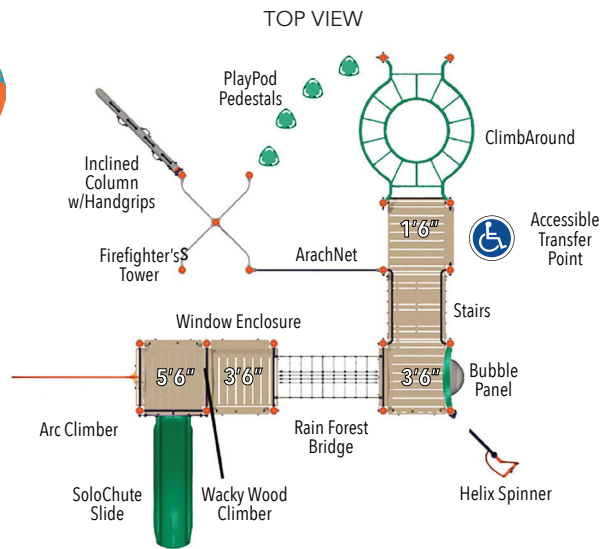 TOP VIEW
PlayPod
Pedestals
ClimbAround
Inclined
Column
w/Handgrips
1'6"
Accessible
Transfer
Point
Firefighter'sS
Tower
ArachNet
Stairs
Window Enclosure
5'6"
3'6"
3'6"
Bubble
Panel
Arc Climber
Rain Forest
Bridge
SoloChute
Slide
Wacky Wood
Climber
Helix Spinner